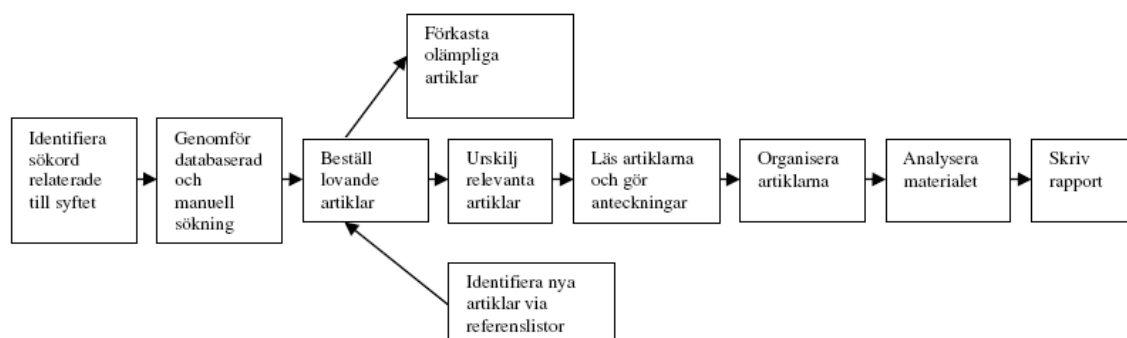 Förkasta
olämpliga
artiklar
Identifiera
sökord
relaterade
till syftet
Genomför
databaserad
och
manuell
sökning
Beställ
lovande
artiklar
Urskilj
relevanta
artiklar
Läs artiklarna
och gör
anteckningar
Organisera
artiklarna
Analysera
materialet
Skriv
rapport
Identifiera nya
artiklar via
referenslistor